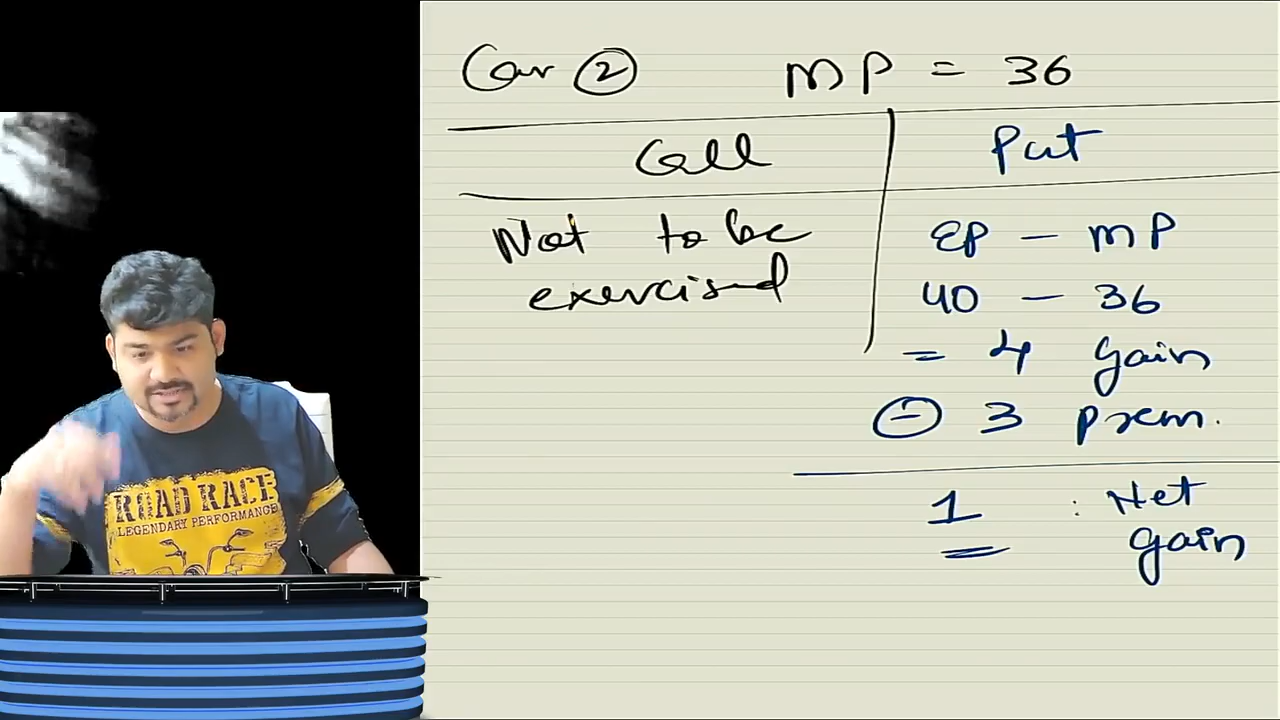 Case ② MP = 36
Call
Put
Not to be
exercised
EP - MP
40 - 36
= 4 gain
⊖ 3 prem.
1 : Net
gain
ROAD RACE
LEGENDARY PERFORMANCE